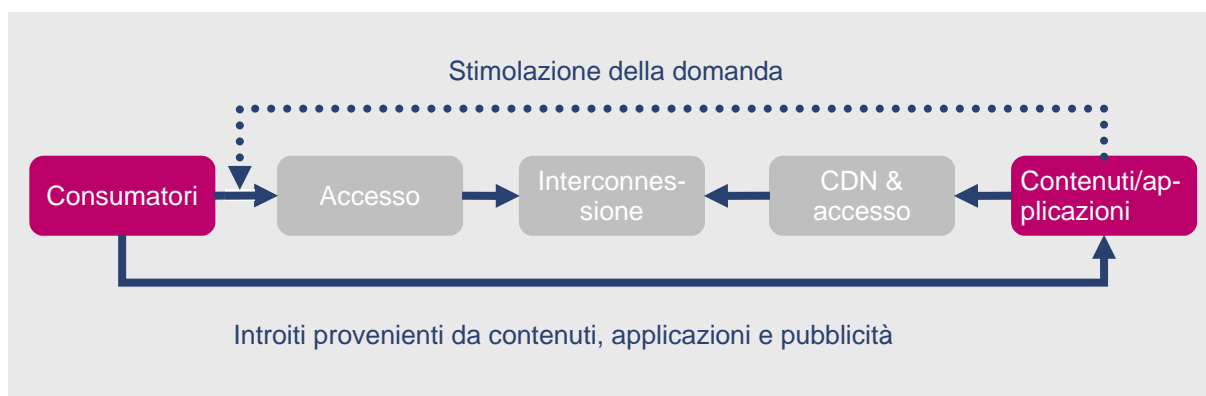 Stimolazione della domanda
Consumatori
Accesso
Interconnes-
sione
CDN &
accesso
Contenuti/ap-
plicazioni
Introiti provenienti da contenuti, applicazioni e pubblicità